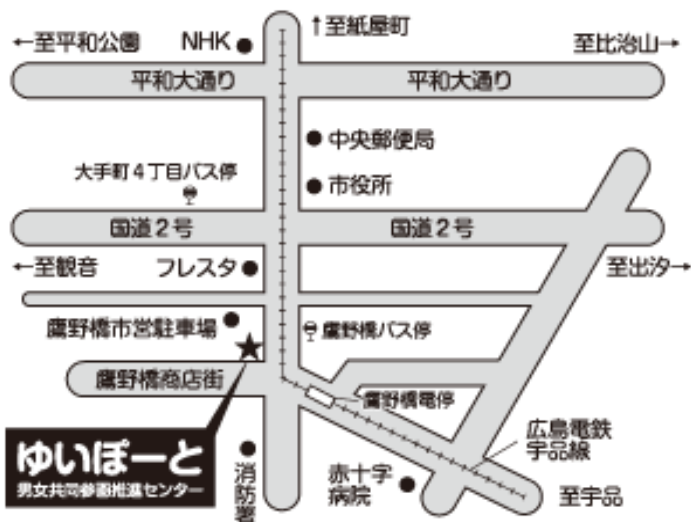 ↑至紙屋町
←至平和公園
NHK
至比治山→
平和大通り
平和大通り
中央郵便局
大手町4丁目バス停
市役所
国道2号
国道2号
←至観音
フレスタ
至出汐→
鷹野橋市営駐車場
鷹野橋バス停
鷹野橋商店街
鷹野橋電停
広島電鉄
宇品線
ゆいぽーと
男女共同参画推進センター
消防署
赤十字
病院
至宇品